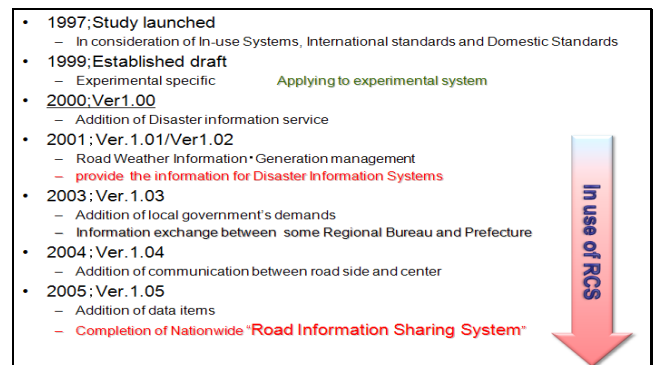 • 1997;Study launched
– In consideration of In-use Systems, International standards and Domestic Standards
• 1999;Established draft
– Experimental specific Applying to experimental system
• 2000;Ver1.00
– Addition of Disaster information service
• 2001;Ver.1.01/Ver1.02
– Road Weather Information・Generation management
– provide the information for Disaster Information Systems
• 2003;Ver.1.03
– Addition of local government's demands
– Information exchange between some Regional Bureau and Prefecture
• 2004;Ver.1.04
– Addition of communication between road side and center
• 2005;Ver.1.05
– Addition of data items
– Completion of Nationwide "Road Information Sharing System"
In use of RCS